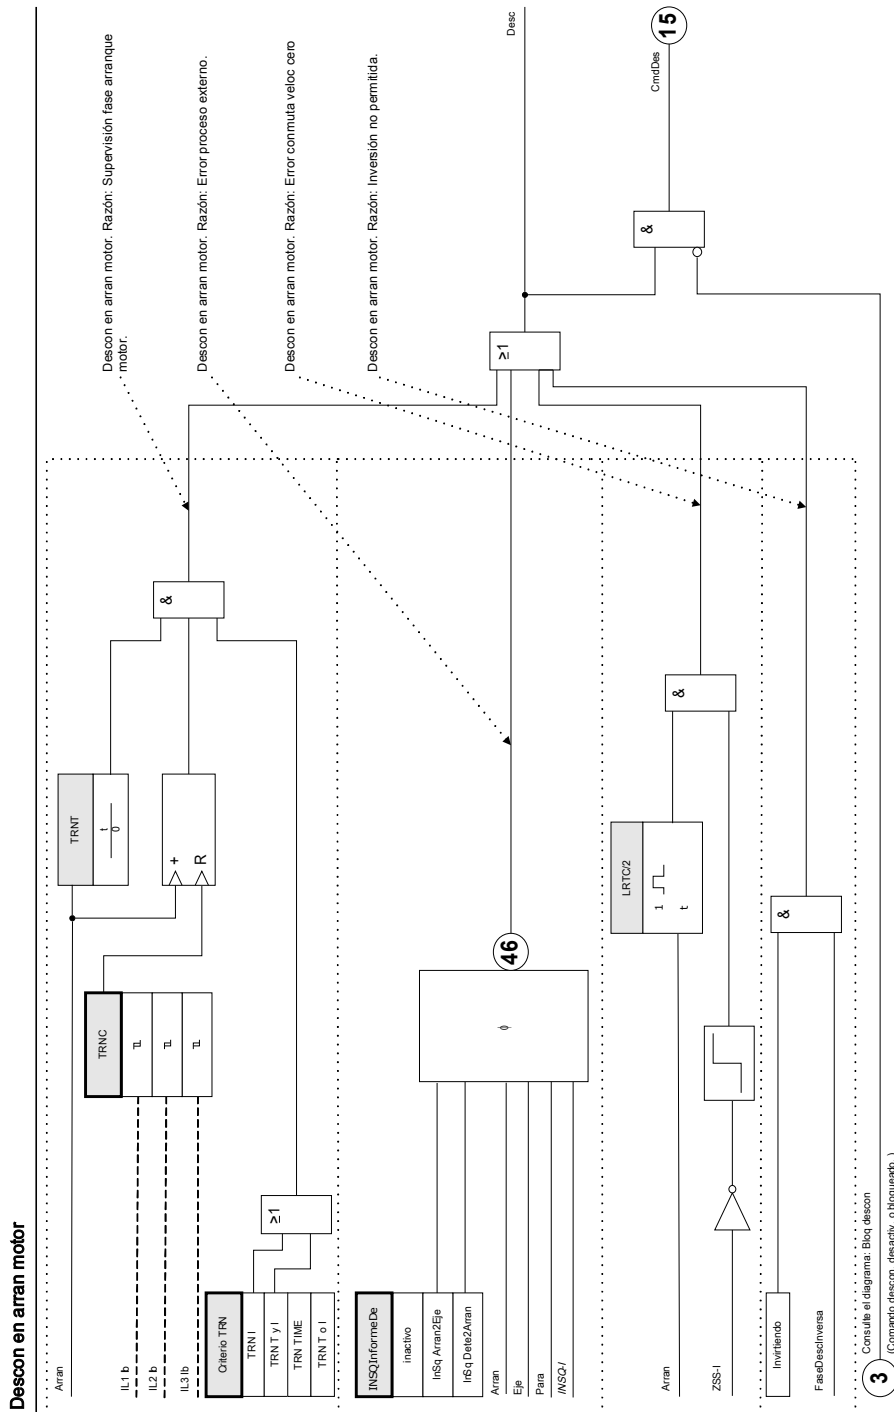 Descon en arran motor
Arran
IL1 Ib
IL2 Ib
IL3 Ib
TRNC
TRNT
t
0
+
R
Criterio TRN
TRN I
TRN T y I
TRN TIME
TRN T o I
≥1
&
Descon en arran motor. Razón: Supervisión fase arranque
motor.
INSQInformeDe
inactivo
InSq Arran2Eje
InSq Dete2Arran
Arran
Eje
Para
INSQ-I
φ
46
Descon en arran motor. Razón: Error proceso externo.
Arran
LRTC/2
1
t
ZSS-I
&
Descon en arran motor. Razón: Error conmuta veloc cero
Invirtiendo
FaseDescInversa
&
Descon en arran motor. Razón: Inversión no permitida.
≥1
Desc
&
CmdDes
15
3
Consulte el diagrama: Bloq descon
(Comando descon. desactiv. o bloqueado. )